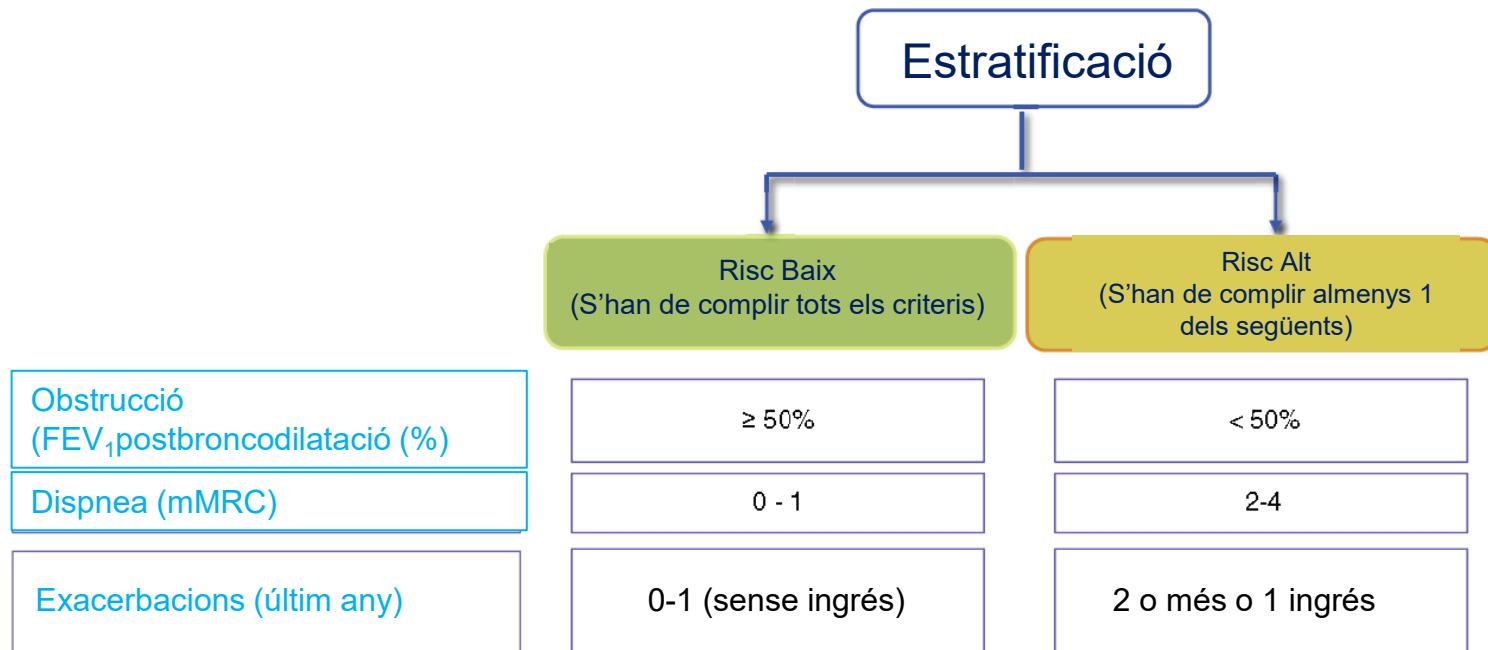 Estratificació
Risc Baix
(S’han de complir tots els criteris)
Risc Alt
(S’han de complir almenys 1
dels següents)
Obstrucció
(FEV₁postbroncodilatació (%)
≥ 50%
< 50%
Dispnea (mMRC)
0 - 1
2-4
Exacerbacions (últim any)
0-1 (sense ingrés)
2 o més o 1 ingrés